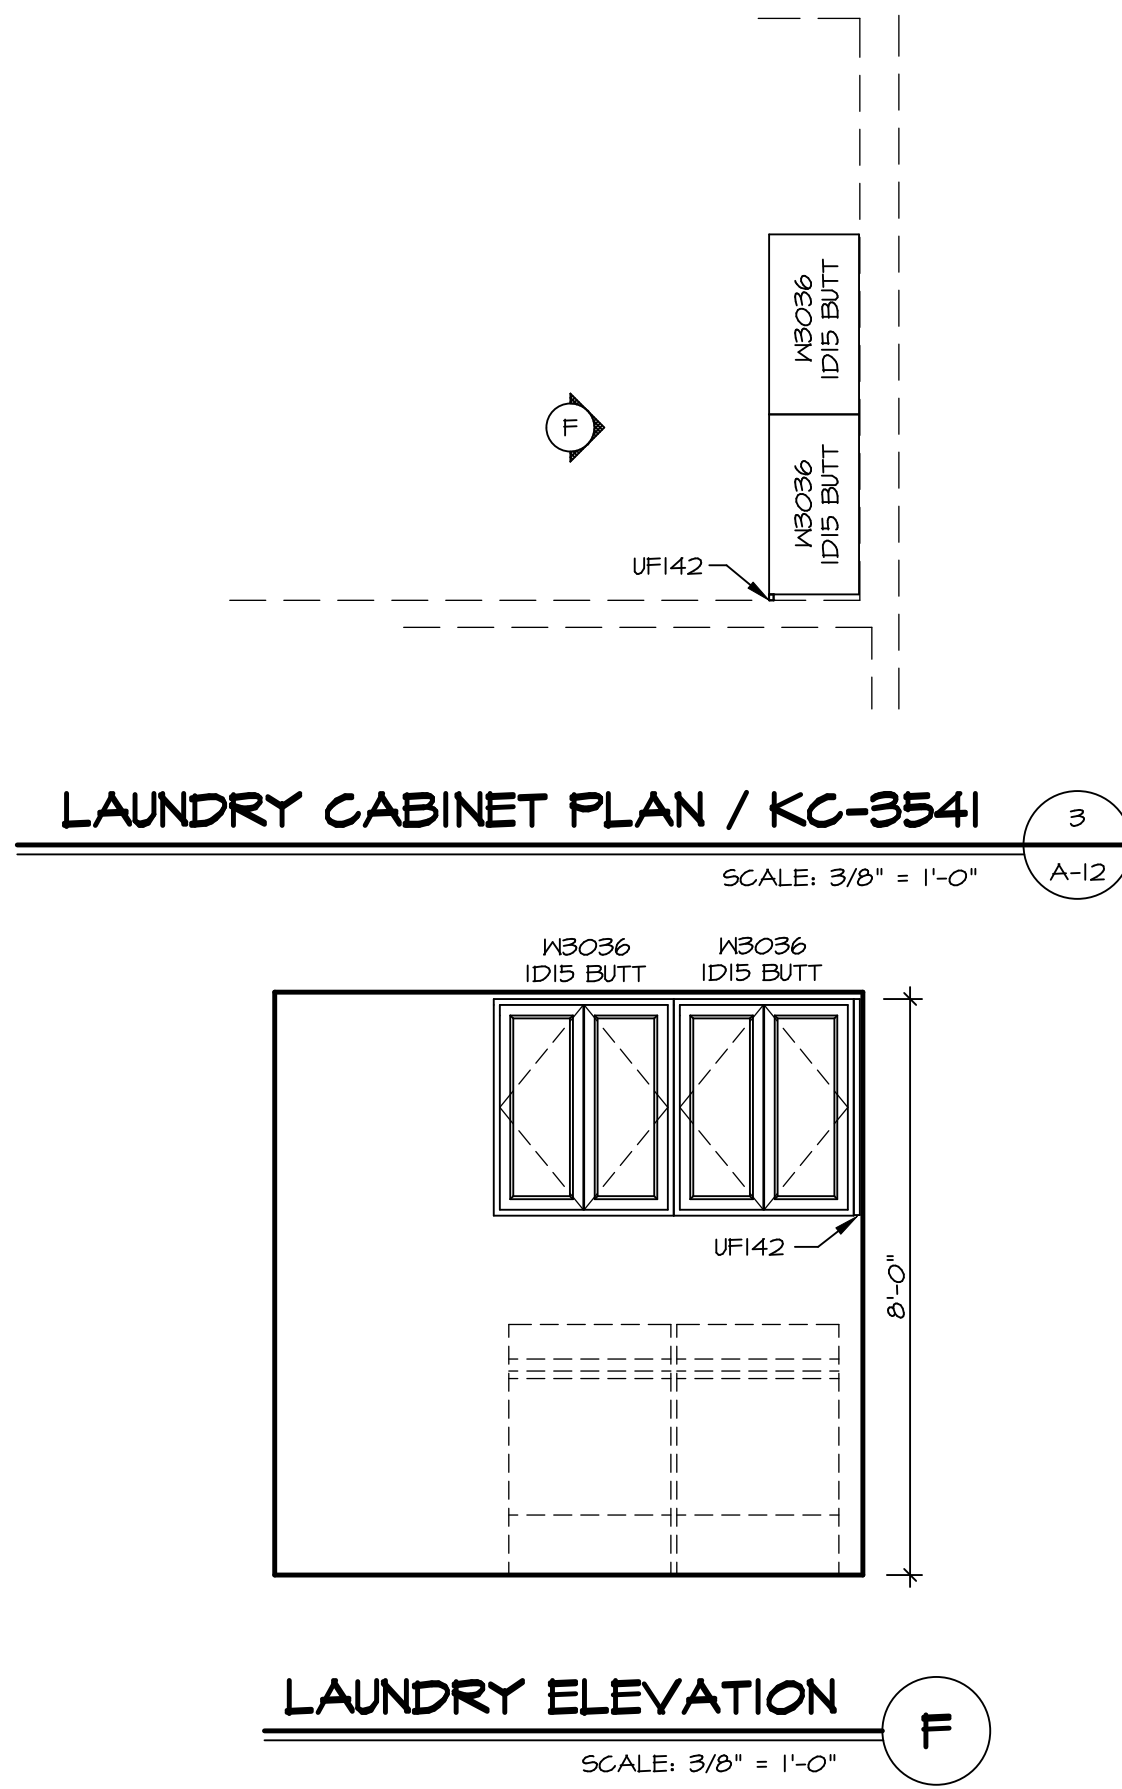 W3036
1D15 BUTT
F
W3036
1D15 BUTT
UF142
LAUNDRY CABINET PLAN / KC-3541
3
A-12
SCALE: 3/8" = 1'-0"
W3036
1D15 BUTT
W3036
1D15 BUTT
UF142
8'-0"
LAUNDRY ELEVATION
F
SCALE: 3/8" = 1'-0"